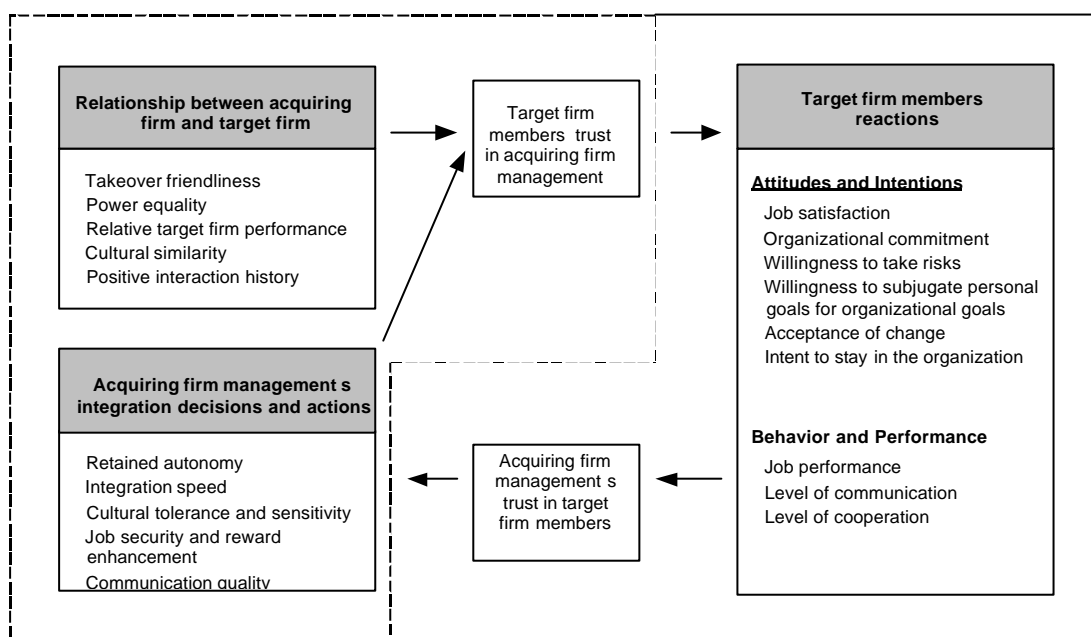 Relationship between acquiring
firm and target firm
Takeover friendliness
Power equality
Relative target firm performance
Cultural similarity
Positive interaction history
Target firm
members trust
in acquiring firm
management
Target firm members
reactions
Attitudes and Intentions
Job satisfaction
Organizational commitment
Willingness to take risks
Willingness to subjugate personal
goals for organizational goals
Acceptance of change
Intent to stay in the organization
Behavior and Performance
Job performance
Level of communication
Level of cooperation
Acquiring firm management s
integration decisions and actions
Retained autonomy
Integration speed
Cultural tolerance and sensitivity
Job security and reward
enhancement
Communication quality
Acquiring firm
management s
trust in target
firm members